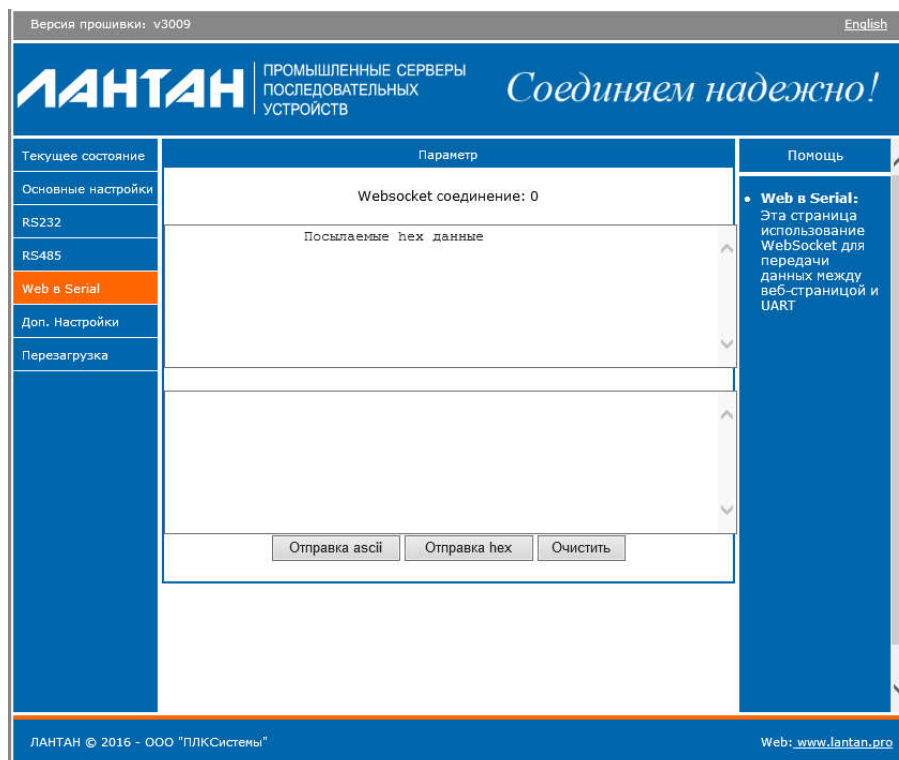 Версия прошивки: v3009
English
ЛАНТАН
ПРОМЫШЛЕННЫЕ СЕРВЕРЫ
ПОСЛЕДОВАТЕЛЬНЫХ
УСТРОЙСТВ
Соединяем надежно!
Текущее состояние
Основные настройки
RS232
RS485
Web в Serial
Доп. Настройки
Перезагрузка
Параметр
Websocket соединение: 0
Посылаемые hex данные
Отправка ascii
Отправка hex
Очистить
Помощь
• Web в Serial:
Эта страница
использование
WebSocket для
передачи
данных между
веб-страницой и
UART
ЛАНТАН © 2016 - ООО "ПЛКСистемы"
Web: www.lantan.pro